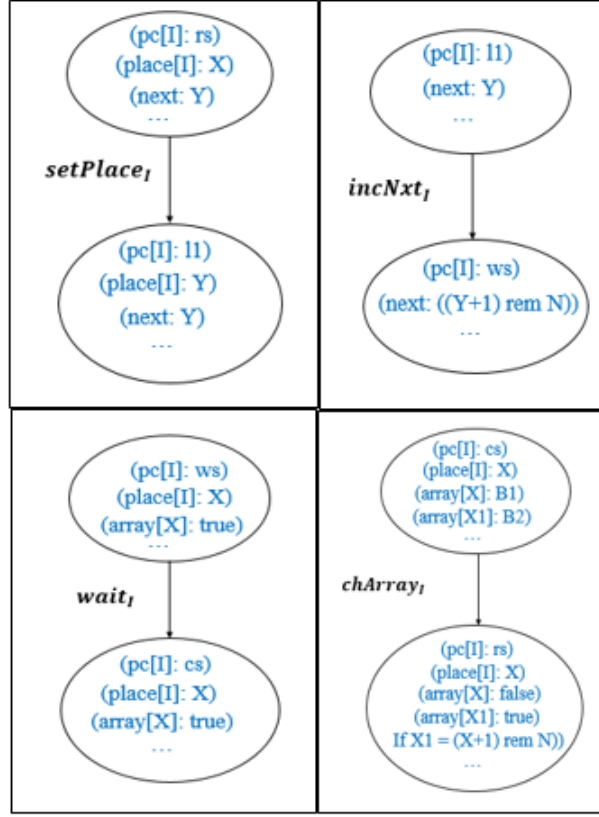 (pc[I]: rs)
(place[I]: X)
(next: Y)
...
setPlace_I
(pc[I]: l1)
(place[I]: Y)
(next: Y)
...
(pc[I]: l1)
(next: Y)
...
incNxt_I
(pc[I]: ws)
(next: ((Y+1) rem N))
...
(pc[I]: ws)
(place[I]: X)
(array[X]: true)
...
wait_I
(pc[I]: cs)
(place[I]: X)
(array[X]: true)
...
(pc[I]: cs)
(place[I]: X)
(array[X]: B1)
(array[X1]: B2)
...
chArray_I
(pc[I]: rs)
(place[I]: X)
(array[X]: false)
(array[X1]: true)
If X1 = (X+1) rem N))
...